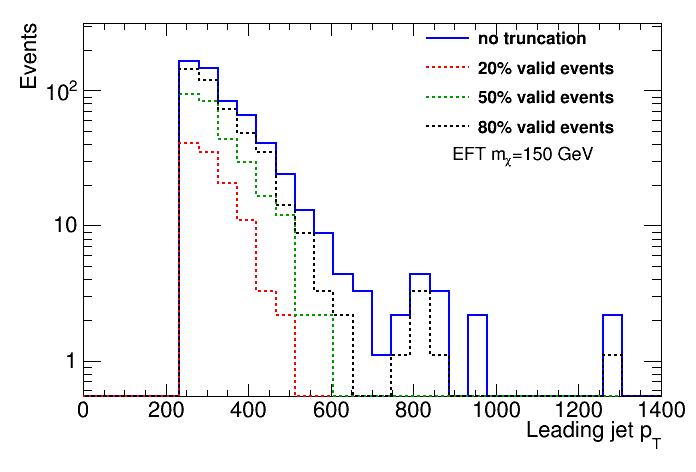 Events
no truncation
20% valid events
50% valid events
80% valid events
EFT mχ=150 GeV
10²
10
1
0 200 400 600 800 1000 1200 1400
Leading jet p_T